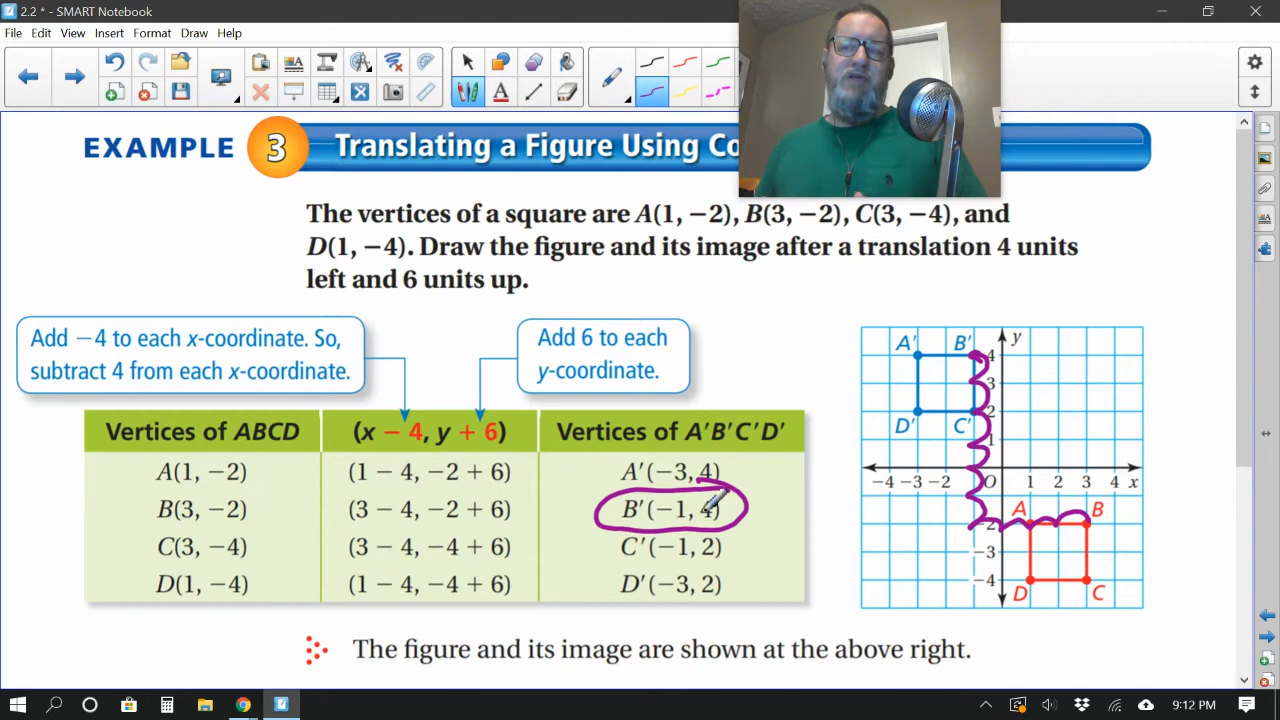 2.2 * - SMART Notebook
File Edit View Insert Format Draw Help
EXAMPLE 3 Translating a Figure Using Co
The vertices of a square are A(1, −2), B(3, −2), C(3, −4), and
D(1, −4). Draw the figure and its image after a translation 4 units
left and 6 units up.
Add −4 to each x-coordinate. So,
subtract 4 from each x-coordinate.
Add 6 to each
y-coordinate.
Vertices of ABCD (x − 4, y + 6) Vertices of A′B′C′D′
A(1, −2) (1 − 4, −2 + 6) A′(−3, 4)
B(3, −2) (3 − 4, −2 + 6) B′(−1, 4)
C(3, −4) (3 − 4, −4 + 6) C′(−1, 2)
D(1, −4) (1 − 4, −4 + 6) D′(−3, 2)
y
A' B' 4
3
D' C' 2
1
−4 −3 −2 O 1 2 3 4 x
A B
−2
−3
−4 D C
The figure and its image are shown at the above right.
9:12 PM